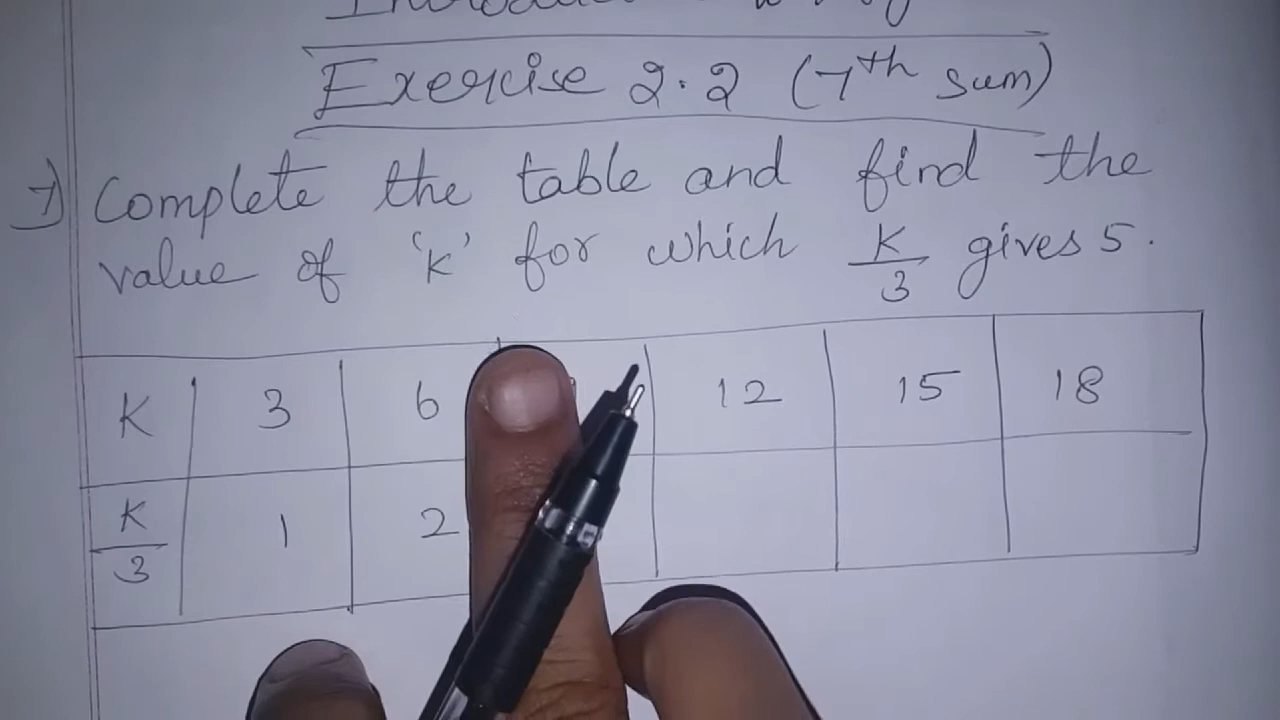 Exercise 2.2 (7th sum)
7) Complete the table and find the
value of 'k' for which K/3 gives 5.
K 3 6 12 15 18
K/3 1 2